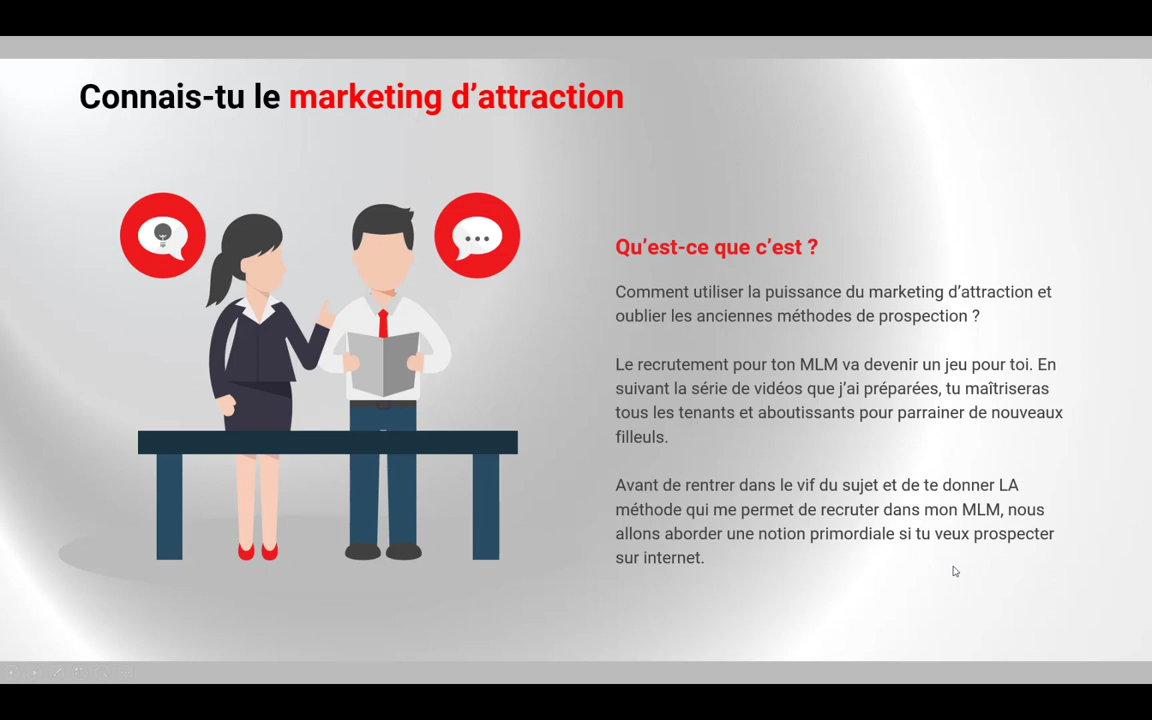 Connais-tu le marketing d’attraction
Qu’est-ce que c’est ?
Comment utiliser la puissance du marketing d’attraction et
oublier les anciennes méthodes de prospection ?
Le recrutement pour ton MLM va devenir un jeu pour toi. En
suivant la série de vidéos que j’ai préparées, tu maîtriseras
tous les tenants et aboutissants pour parrainer de nouveaux
filleuls.
Avant de rentrer dans le vif du sujet et de te donner LA
méthode qui me permet de recruter dans mon MLM, nous
allons aborder une notion primordiale si tu veux prospecter
sur internet.